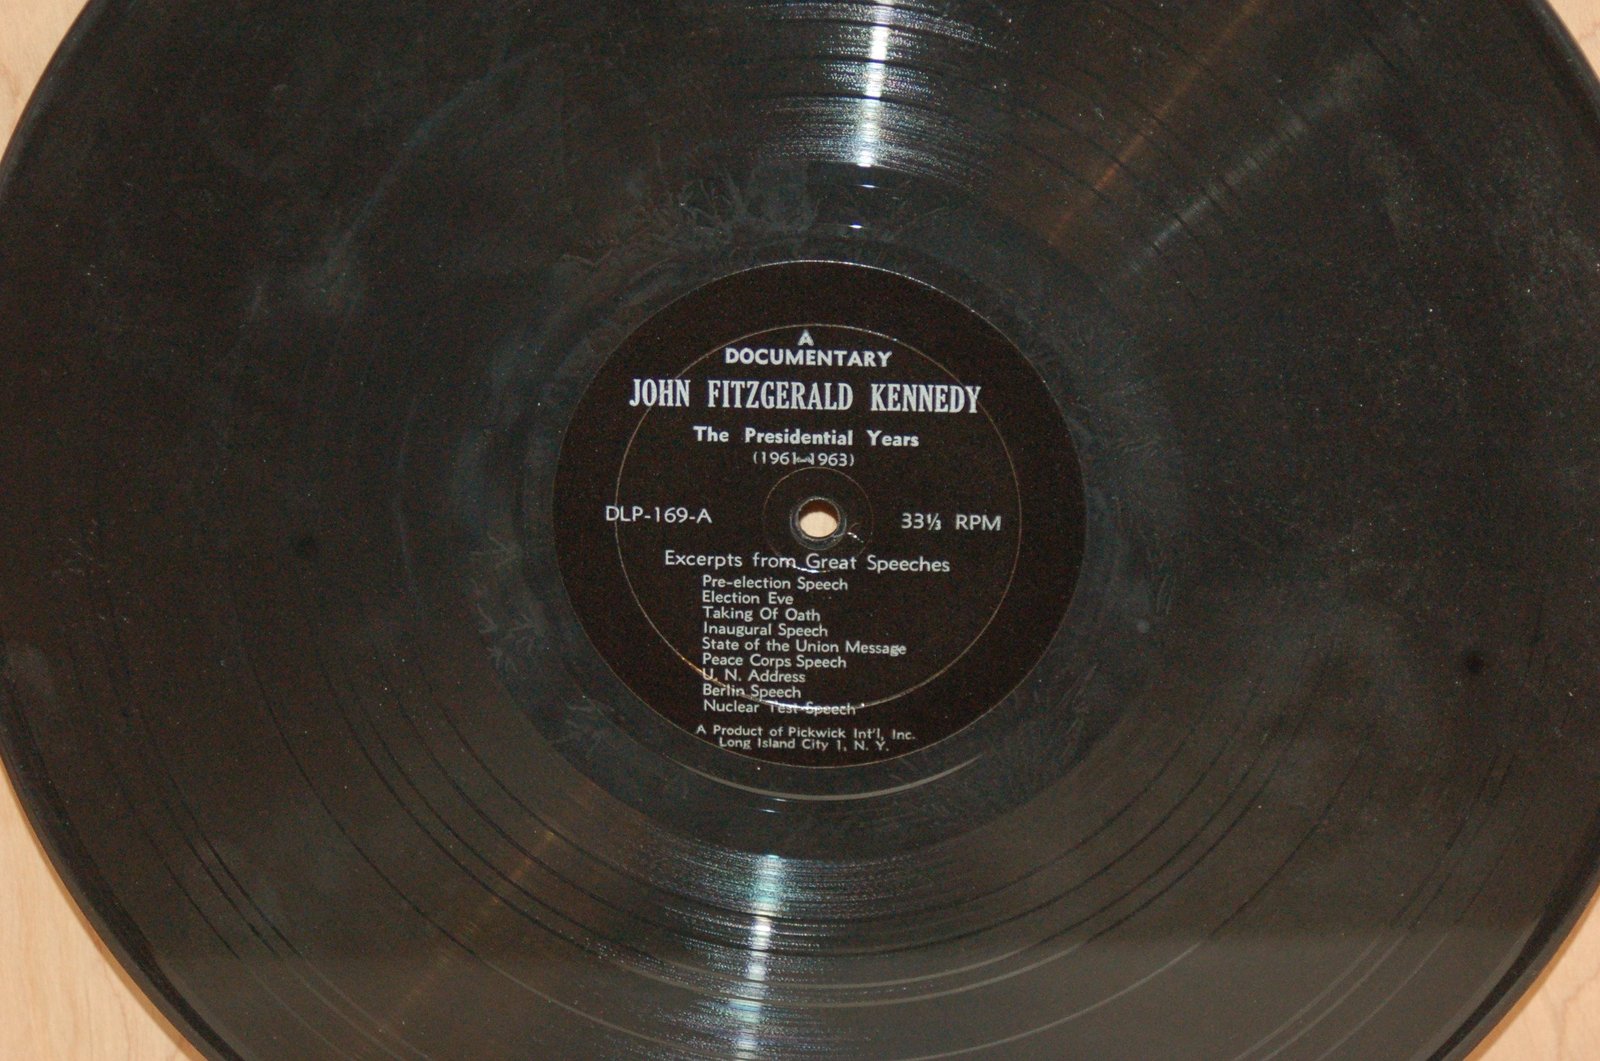 A
DOCUMENTARY
JOHN FITZGERALD KENNEDY
The Presidential Years
(1961-1963)
DLP-169-A 33⅓ RPM
Excerpts from Great Speeches
Pre-election Speech
Election Eve
Taking Of Oath
Inaugural Speech
State of the Union Message
Peace Corps Speech
U. N. Address
Berlin Speech
Nuclear Test Speech
A Product of Pickwick Int'l, Inc.
Long Island City 1, N. Y.